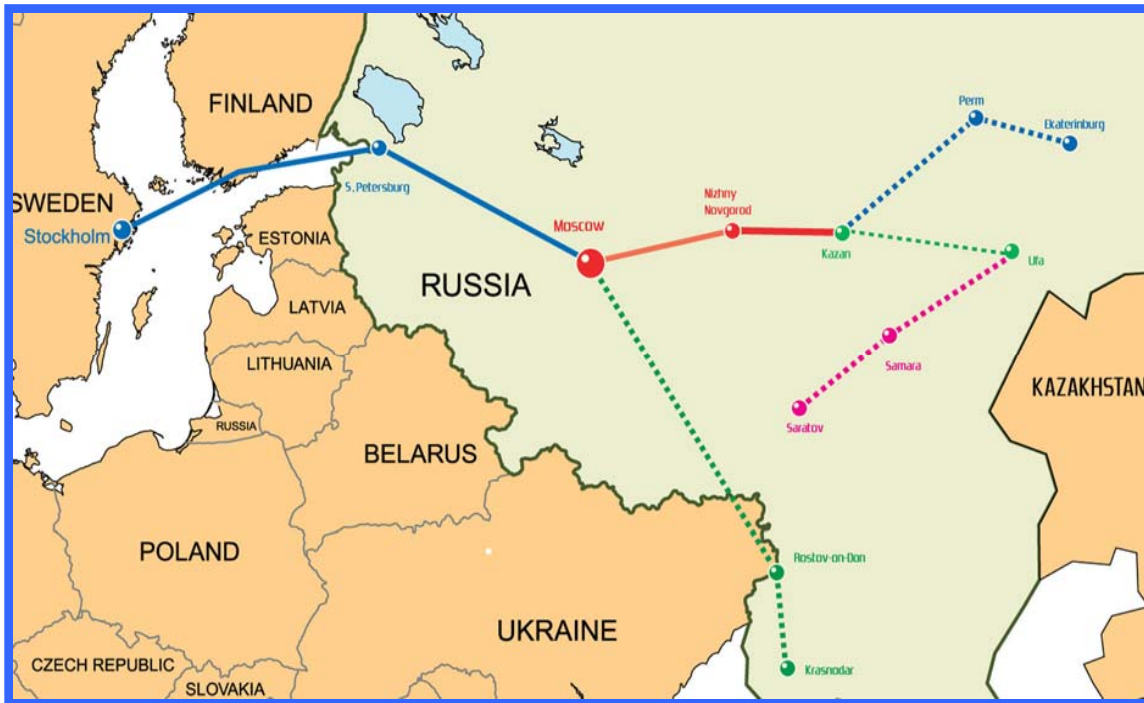 FINLAND
Perm
Ekaterinburg
S. Petersburg
SWEDEN
Stockholm
Nizhny
Novgorod
Moscow
ESTONIA
Kazan
Ufa
RUSSIA
LATVIA
LITHUANIA
Samara
KAZAKHSTAN
RUSSIA
Saratov
BELARUS
POLAND
Rostov-on-Don
UKRAINE
CZECH REPUBLIC
Krasnodar
SLOVAKIA